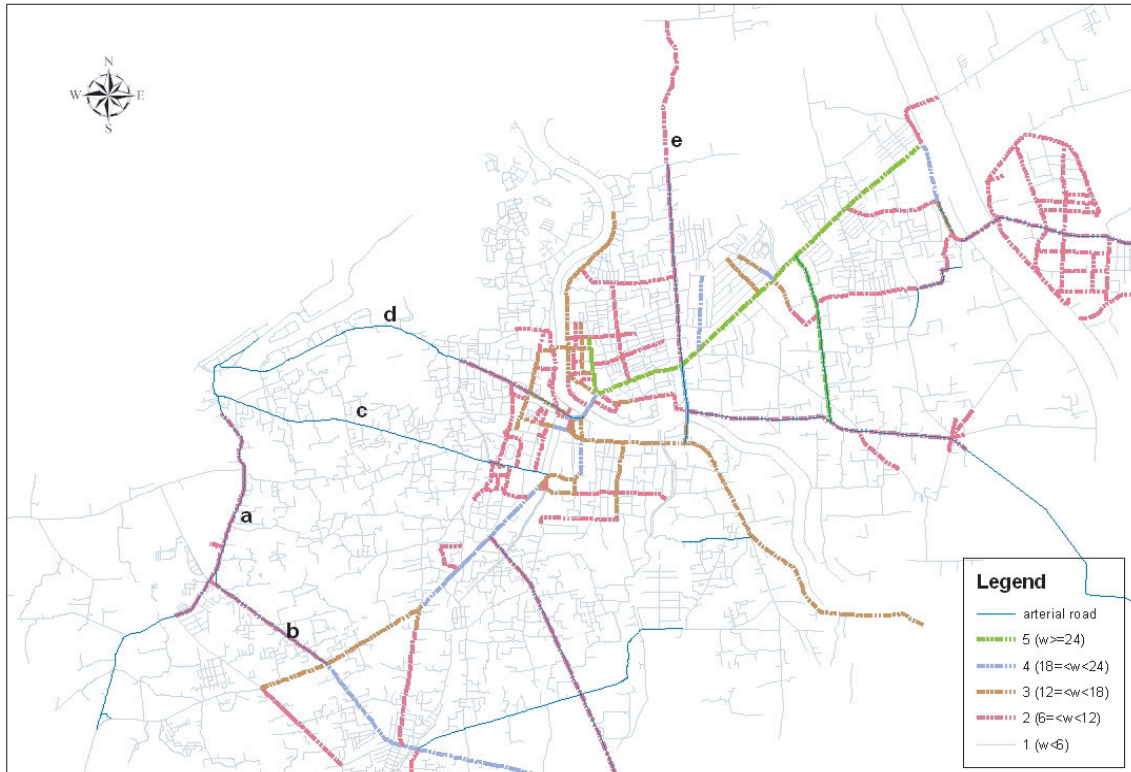 N
W E
S
e
d
c
a
b
Legend
arterial road
5 (w>=24)
4 (18=<w<24)
3 (12=<w<18)
2 (6=<w<12)
1 (w<6)